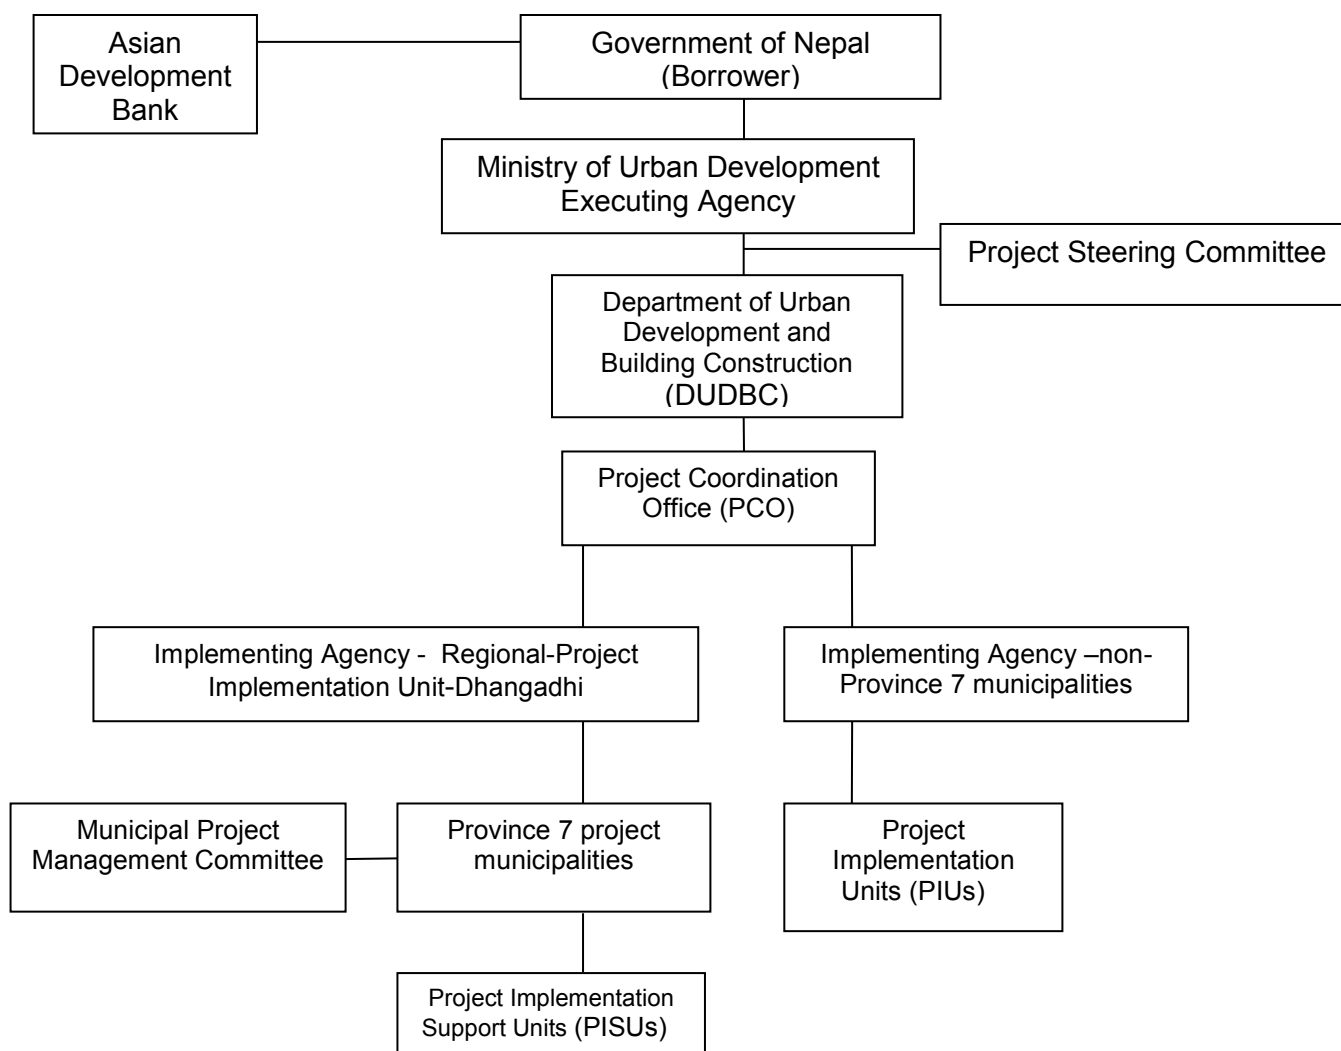 Asian
Development
Bank
Government of Nepal
(Borrower)
Ministry of Urban Development
Executing Agency
Project Steering Committee
Department of Urban
Development and
Building Construction
(DUDBC)
Project Coordination
Office (PCO)
Implementing Agency - Regional-Project
Implementation Unit-Dhangadhi
Implementing Agency –non-
Province 7 municipalities
Municipal Project
Management Committee
Province 7 project
municipalities
Project
Implementation
Units (PIUs)
Project Implementation
Support Units (PISUs)